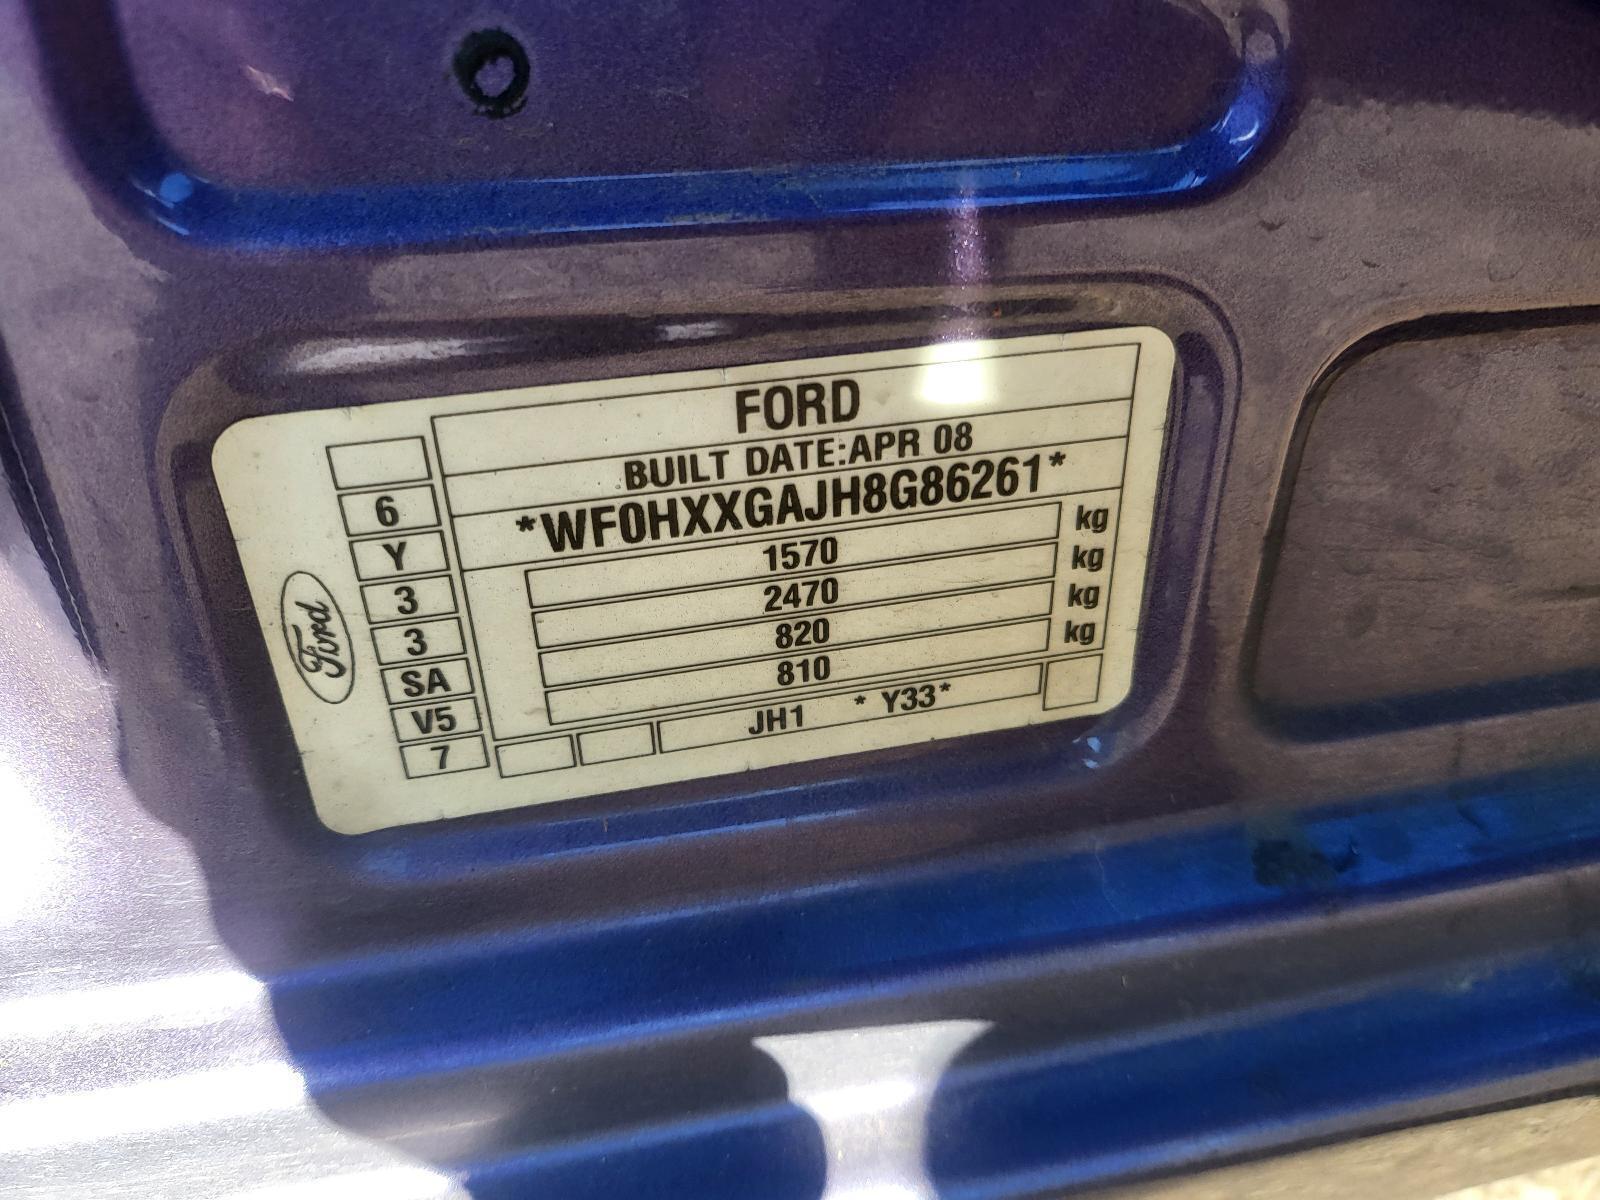 FORD
BUILT DATE:APR 08
*WF0HXXGAJH8G86261*
1570 kg
2470 kg
820 kg
810 kg
JH1 * Y33*
6
Y
3
3
SA
V5
7
Ford